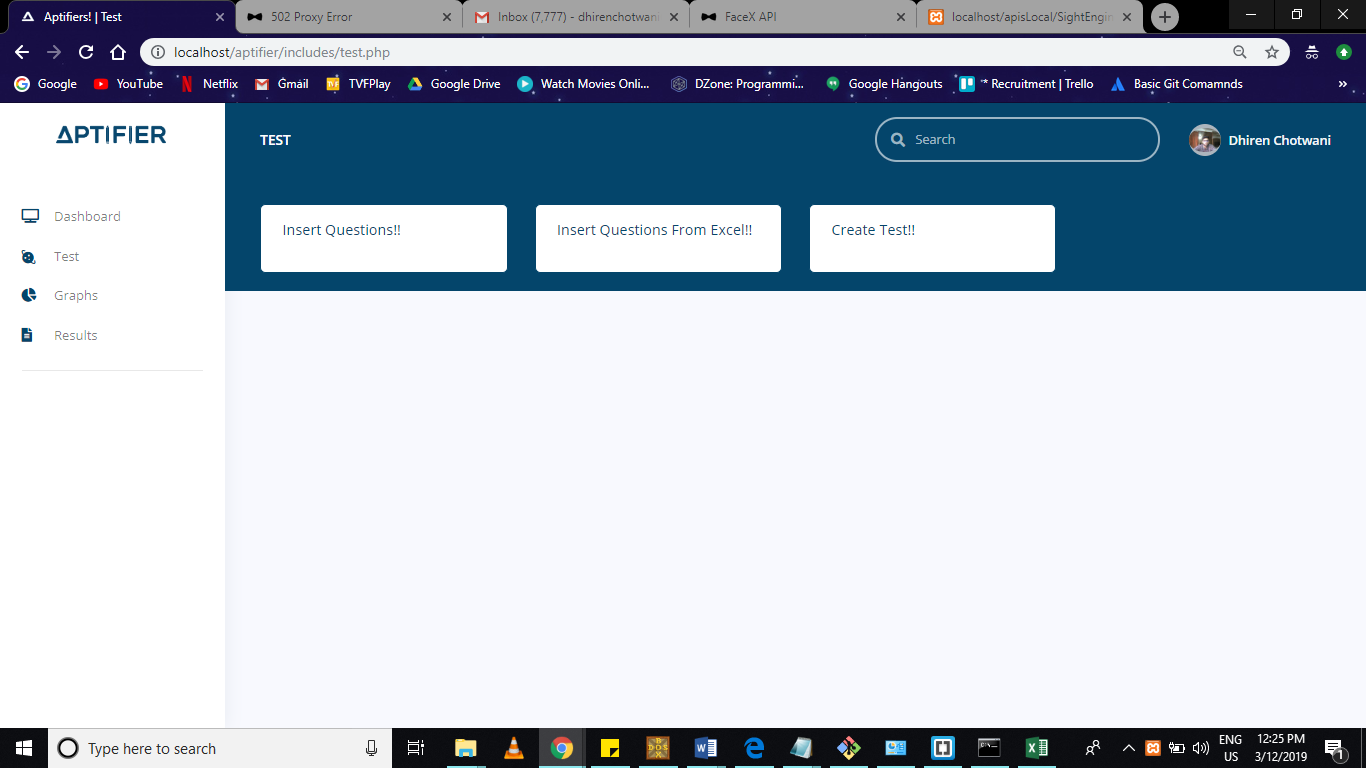 Aptifiers! | Test
502 Proxy Error
Inbox (7,777) - dhirenchotwani
FaceX API
localhost/apisLocal/SightEngin
localhost/aptifier/includes/test.php
Google YouTube Netflix Gmail TVFPlay Google Drive Watch Movies Onli... DZone: Programmi... Google Hangouts * Recruitment | Trello Basic Git Comamnds »
APTIFIER
TEST
Search
Dhiren Chotwani
Dashboard
Test
Graphs
Results
Insert Questions!!
Insert Questions From Excel!!
Create Test!!
Type here to search
ENG
US
12:25 PM
3/12/2019
1